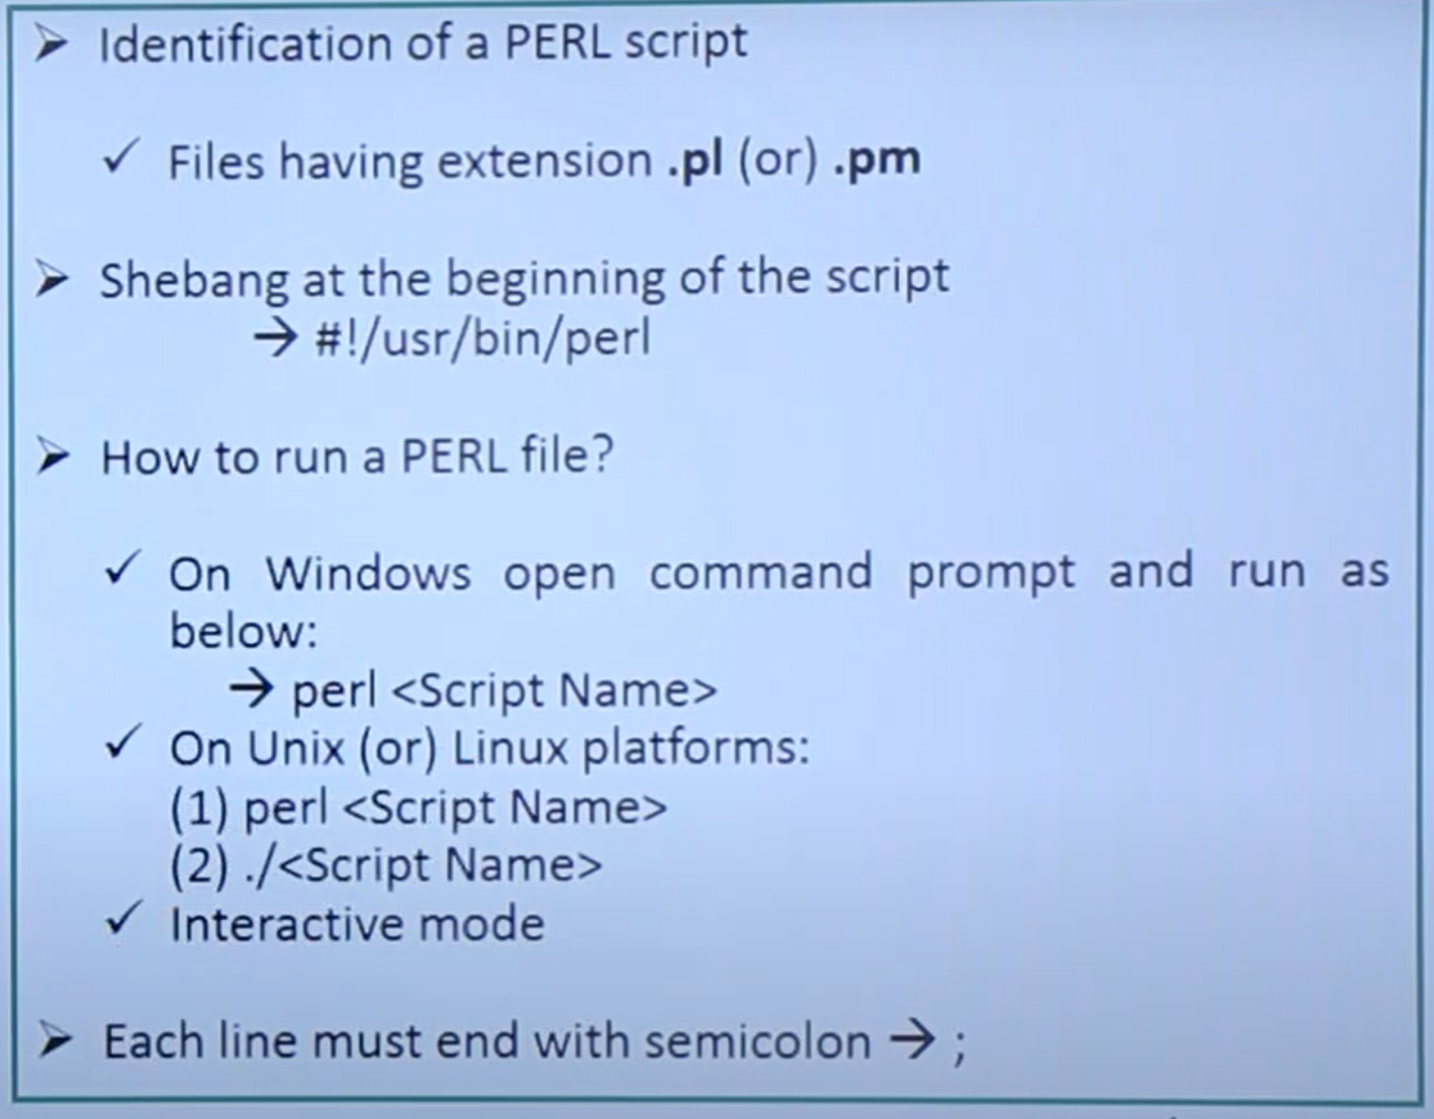 ➤ Identification of a PERL script
✓ Files having extension .pl (or) .pm
➤ Shebang at the beginning of the script
→ #!/usr/bin/perl
➤ How to run a PERL file?
✓ On Windows open command prompt and run as
below:
→ perl <Script Name>
✓ On Unix (or) Linux platforms:
(1) perl <Script Name>
(2) ./<Script Name>
✓ Interactive mode
➤ Each line must end with semicolon → ;